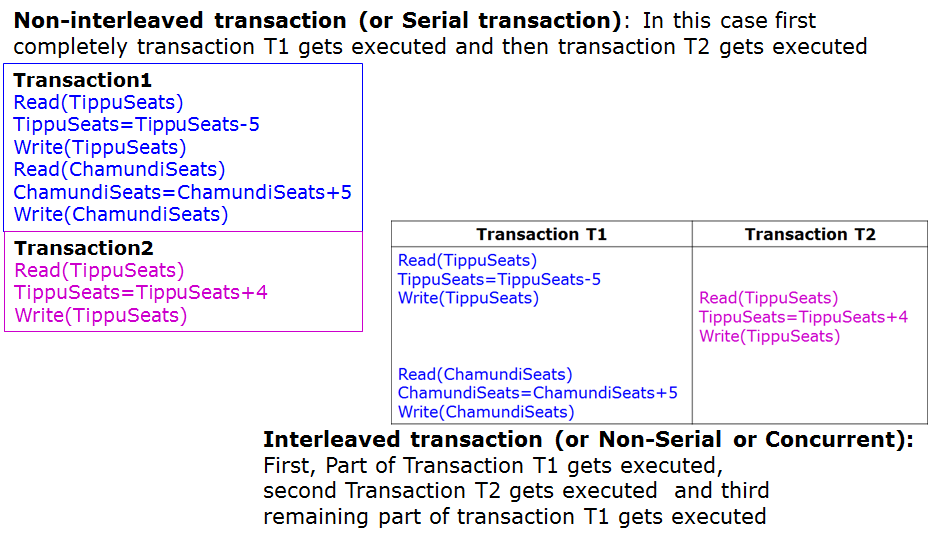 Non-interleaved transaction (or Serial transaction): In this case first
completely transaction T1 gets executed and then transaction T2 gets executed
Transaction1
Read(TippuSeats)
TippuSeats=TippuSeats-5
Write(TippuSeats)
Read(ChamundiSeats)
ChamundiSeats=ChamundiSeats+5
Write(ChamundiSeats)
Transaction2
Read(TippuSeats)
TippuSeats=TippuSeats+4
Write(TippuSeats)
Transaction T1 Transaction T2
Read(TippuSeats)
TippuSeats=TippuSeats-5
Write(TippuSeats) Read(TippuSeats)
TippuSeats=TippuSeats+4
Write(TippuSeats)
Read(ChamundiSeats)
ChamundiSeats=ChamundiSeats+5
Write(ChamundiSeats)
Interleaved transaction (or Non-Serial or Concurrent):
First, Part of Transaction T1 gets executed,
second Transaction T2 gets executed and third
remaining part of transaction T1 gets executed